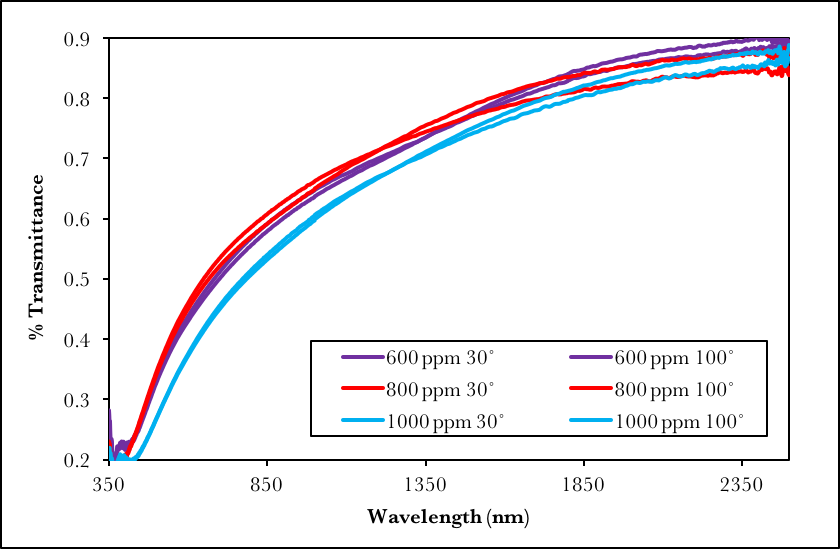 0.9
0.8
0.7
0.6
0.5
0.4
0.3
0.2
% Transmittance
600 ppm 30° 600 ppm 100°
800 ppm 30° 800 ppm 100°
1000 ppm 30° 1000 ppm 100°
350 850 1350 1850 2350
Wavelength (nm)